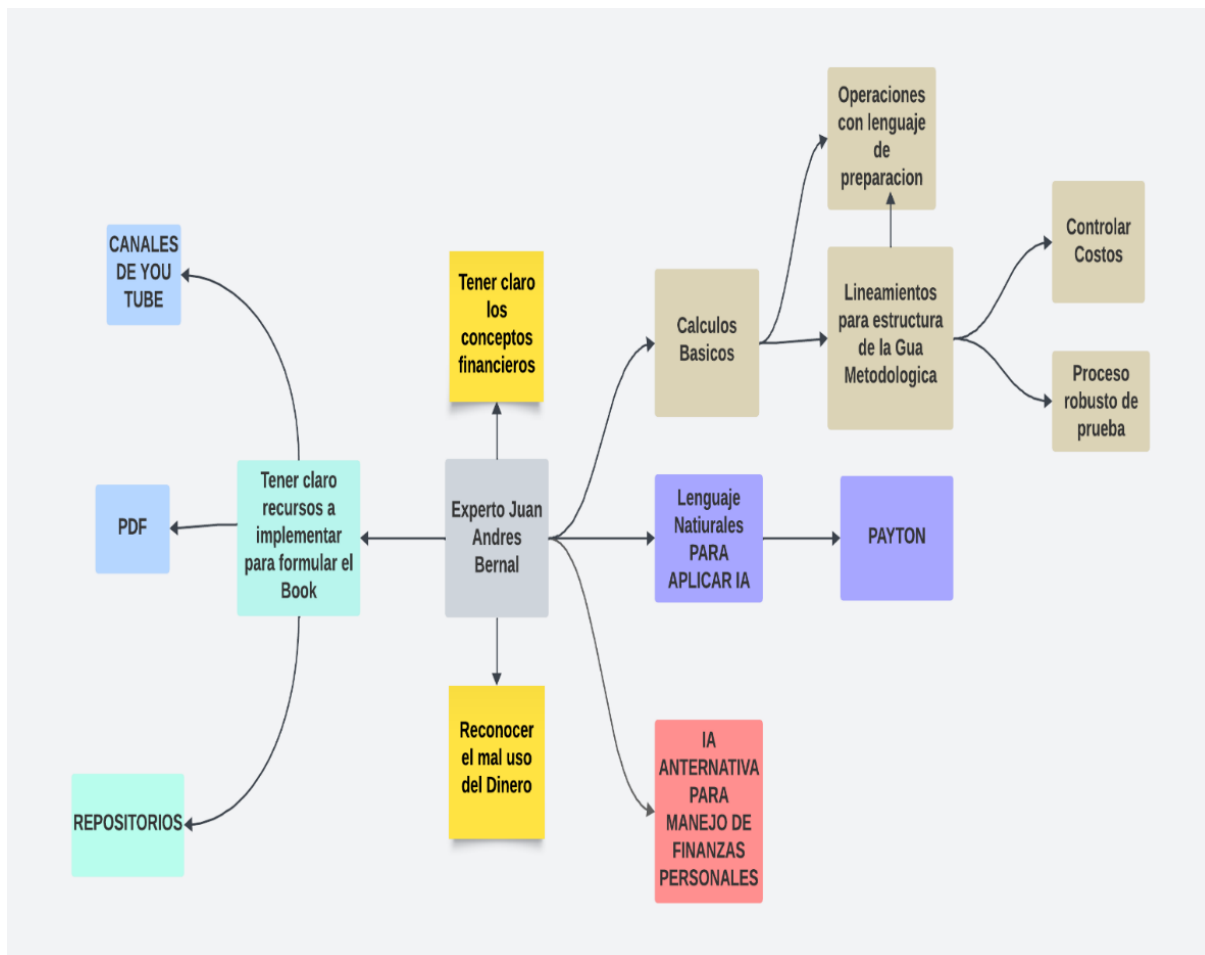 Operaciones
con lenguaje
de
preparacion
CANALES
DE YOU
TUBE
Tener claro
los
conceptos
financieros
Calculos
Basicos
Lineamientos
para estructura
de la Gua
Metodologica
Controlar
Costos
Proceso
robusto de
prueba
PDF
Tener claro
recursos a
implementar
para formular el
Book
Experto Juan
Andres
Bernal
Lenguaje
Natiurales
PARA
APLICAR IA
PAYTON
REPOSITORIOS
Reconocer
el mal uso
del Dinero
IA
ANTERNATIVA
PARA
MANEJO DE
FINANZAS
PERSONALES